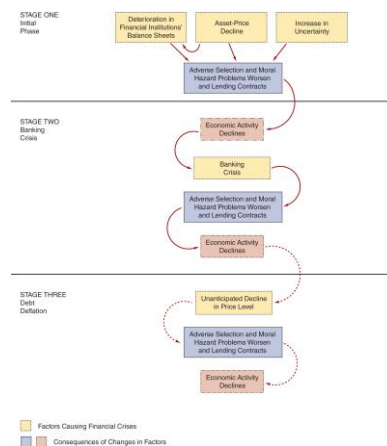 STAGE ONE
Initial
Phase
Deterioration in
Financial Institutions'
Balance Sheets
Asset-Price
Decline
Increase in
Uncertainty
Adverse Selection and Moral
Hazard Problems Worsen
and Lending Contracts
STAGE TWO
Banking
Crisis
Economic Activity
Declines
Banking
Crisis
Adverse Selection and Moral
Hazard Problems Worsen
and Lending Contracts
Economic Activity
Declines
STAGE THREE
Debt
Deflation
Unanticipated Decline
in Price Level
Adverse Selection and Moral
Hazard Problems Worsen
and Lending Contracts
Economic Activity
Declines
Factors Causing Financial Crises
Consequences of Changes in Factors